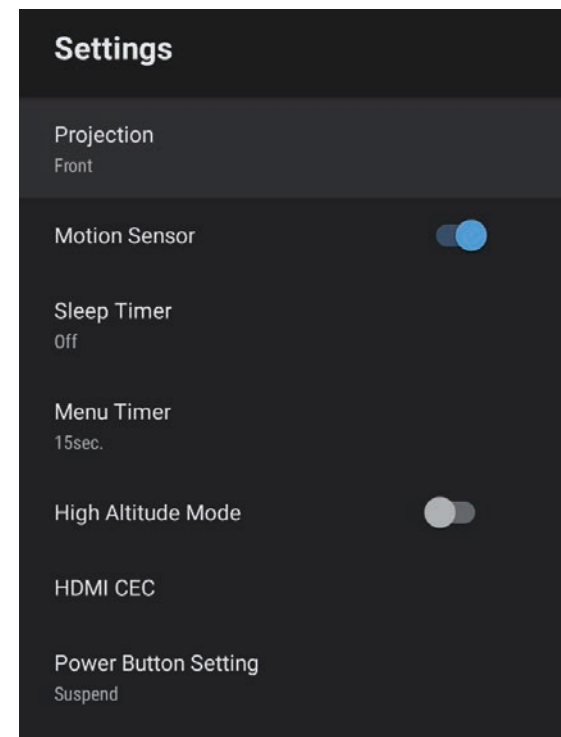 Settings
Projection
Front
Motion Sensor
Sleep Timer
Off
Menu Timer
15sec.
High Altitude Mode
HDMI CEC
Power Button Setting
Suspend